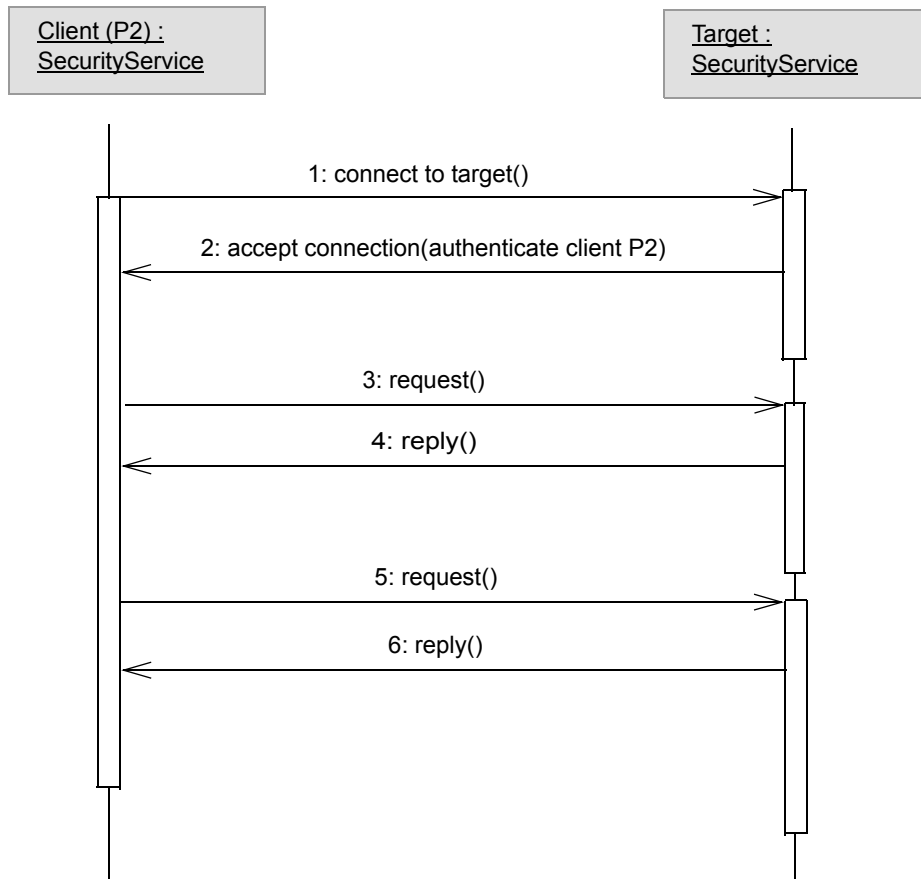 Client (P2) :
SecurityService
Target :
SecurityService
1: connect to target()
2: accept connection(authenticate client P2)
3: request()
4: reply()
5: request()
6: reply()